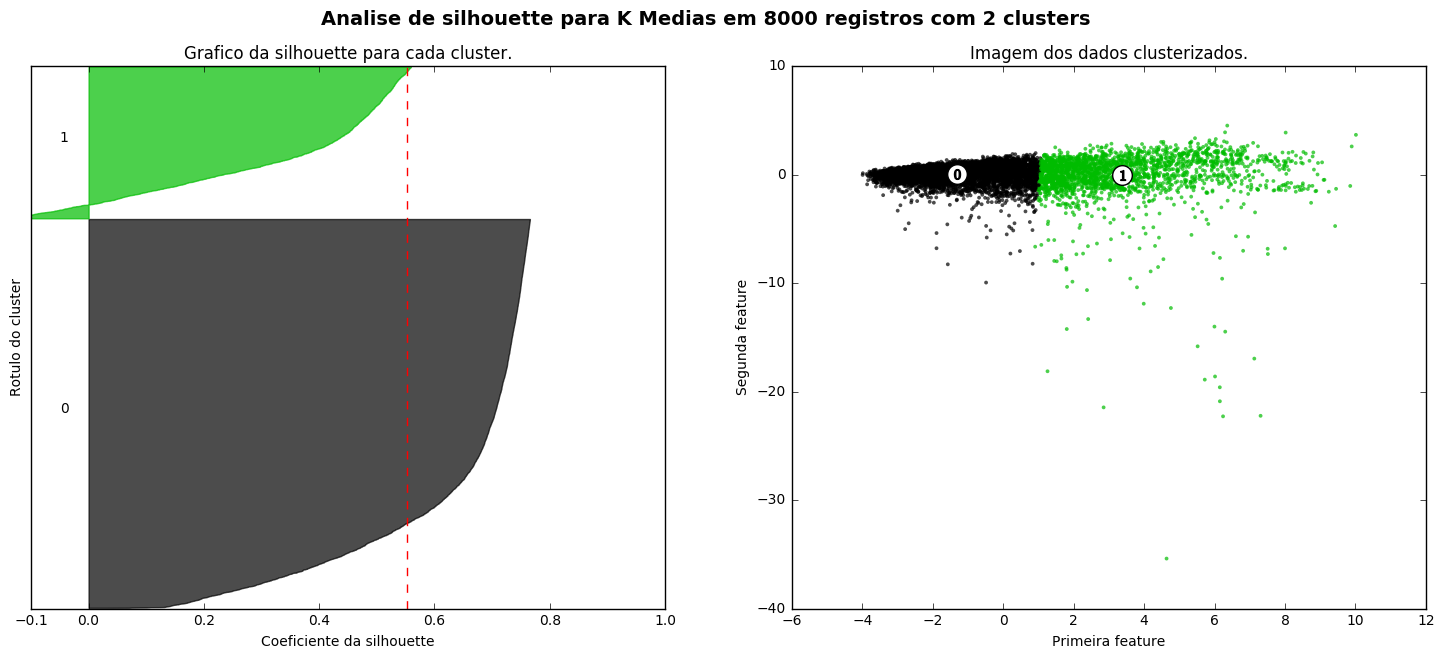 Analise de silhouette para K Medias em 8000 registros com 2 clusters
Grafico da silhouette para cada cluster.
1
0
Rotulo do cluster
−0.1 0.0 0.2 0.4 0.6 0.8 1.0
Coeficiente da silhouette
Imagem dos dados clusterizados.
10
0
−10
−20
−30
−40
Segunda feature
0 1
−6 −4 −2 0 2 4 6 8 10 12
Primeira feature